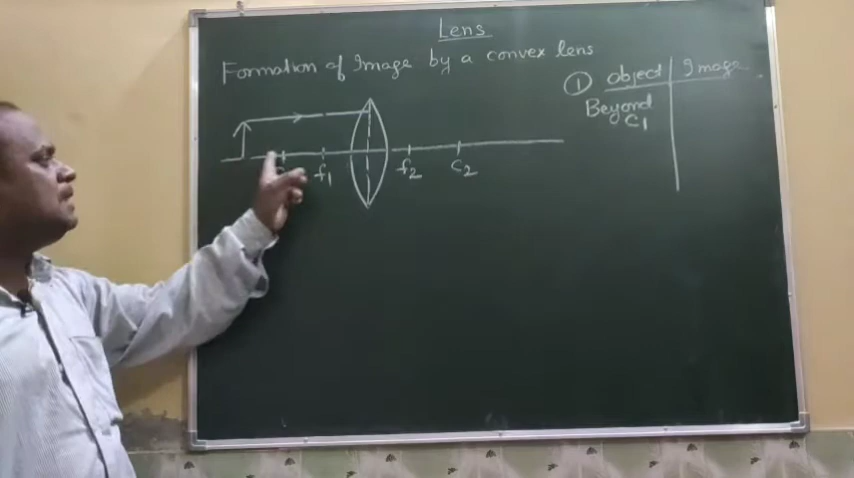 Lens
Formation of Image by a convex lens
① Object Image
Beyond
C1
f1
f2
C2